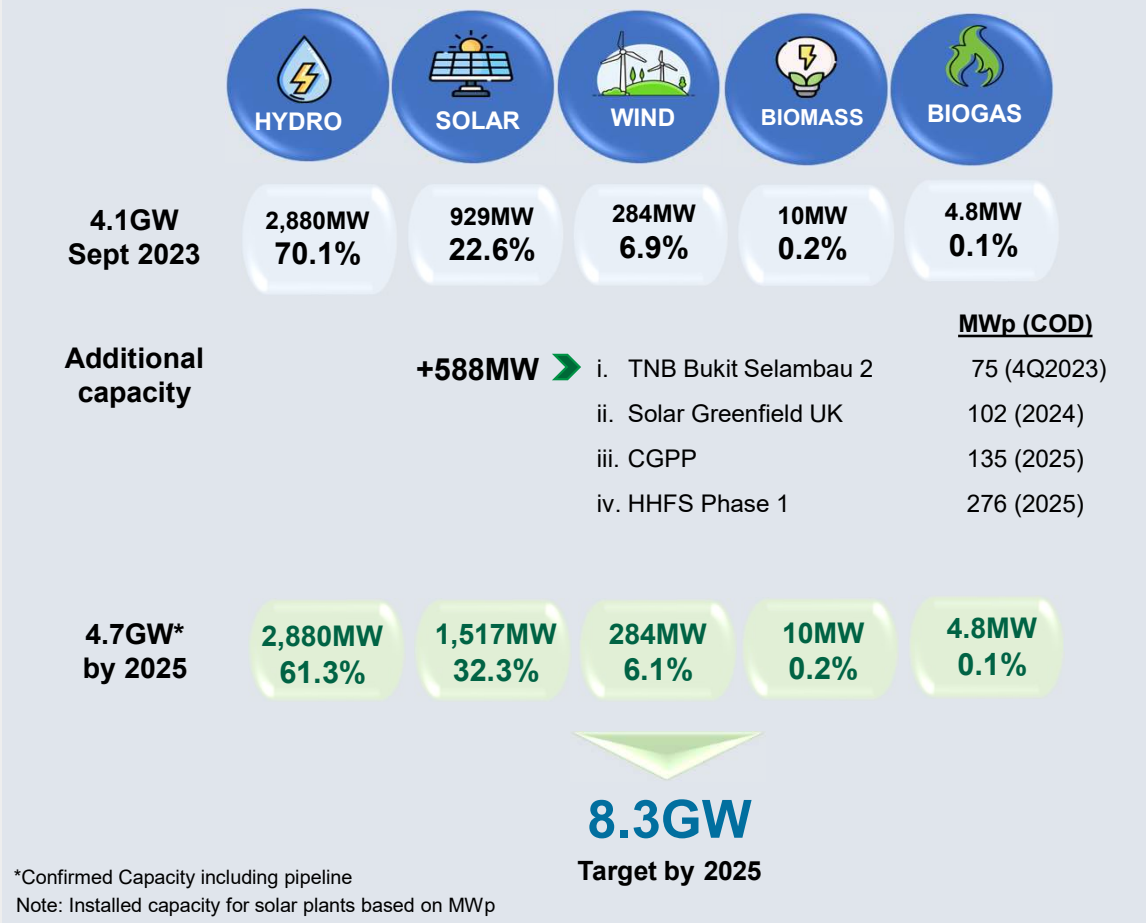 HYDRO
SOLAR
WIND
BIOMASS
BIOGAS
4.1GW
Sept 2023
2,880MW
70.1%
929MW
22.6%
284MW
6.9%
10MW
0.2%
4.8MW
0.1%
MWp (COD)
Additional
capacity
+588MW
i. TNB Bukit Selambau 2 75 (4Q2023)
ii. Solar Greenfield UK 102 (2024)
iii. CGPP 135 (2025)
iv. HHFS Phase 1 276 (2025)
4.7GW*
by 2025
2,880MW
61.3%
1,517MW
32.3%
284MW
6.1%
10MW
0.2%
4.8MW
0.1%
8.3GW
Target by 2025
*Confirmed Capacity including pipeline
Note: Installed capacity for solar plants based on MWp